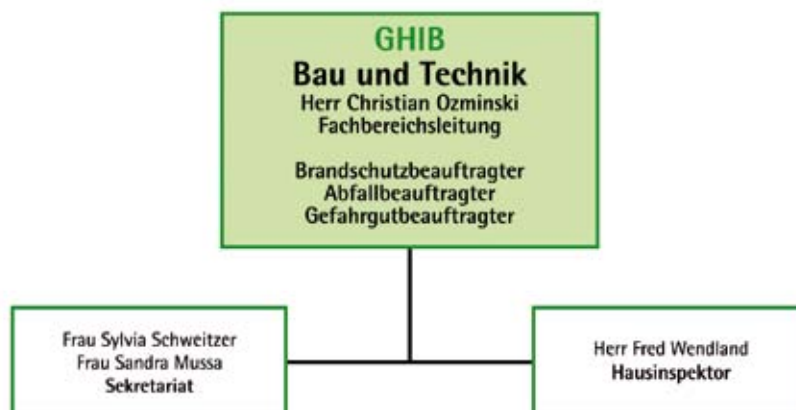 GHIB
Bau und Technik
Herr Christian Ozminski
Fachbereichsleitung
Brandschutzbeauftragter
Abfallbeauftragter
Gefahrgutbeauftragter
Frau Sylvia Schweitzer
Frau Sandra Mussa
Sekretariat
Herr Fred Wendland
Hausinspektor